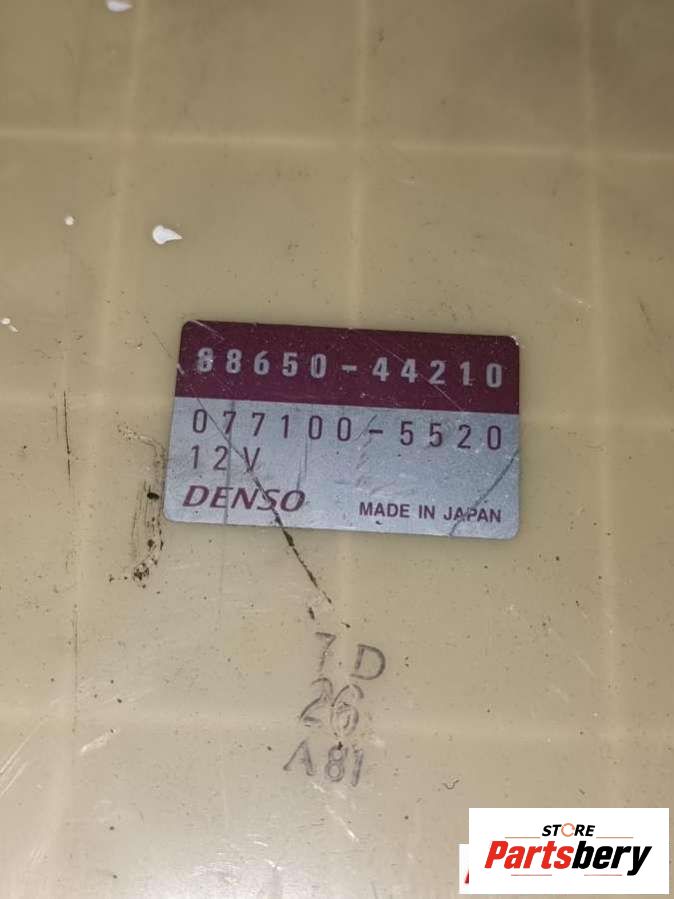 88650-44210
077100-5520
12V
DENSO MADE IN JAPAN
7D
26
A81
STORE
Partsbery